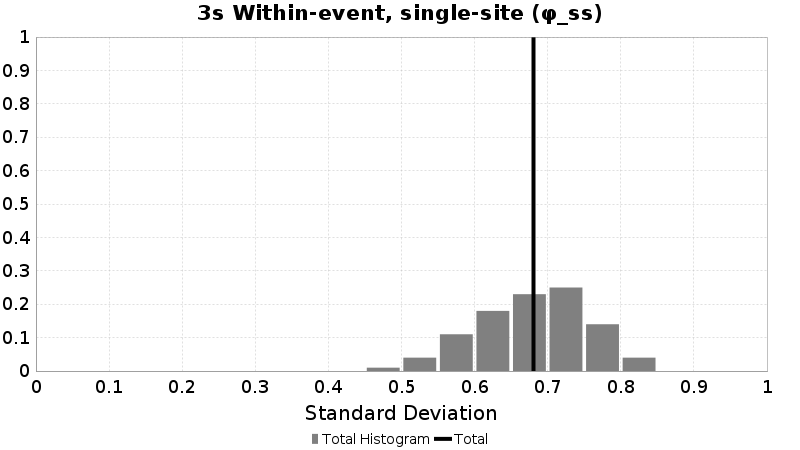 3s Within-event, single-site (φ_ss)
1
0.9
0.8
0.7
0.6
0.5
0.4
0.3
0.2
0.1
0
0 0.1 0.2 0.3 0.4 0.5 0.6 0.7 0.8 0.9 1
Standard Deviation
Total Histogram Total